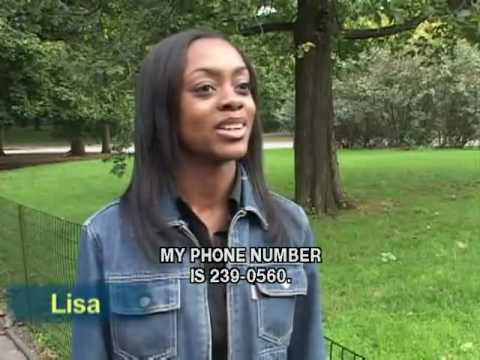 MY PHONE NUMBER
IS 239-0560.
Lisa